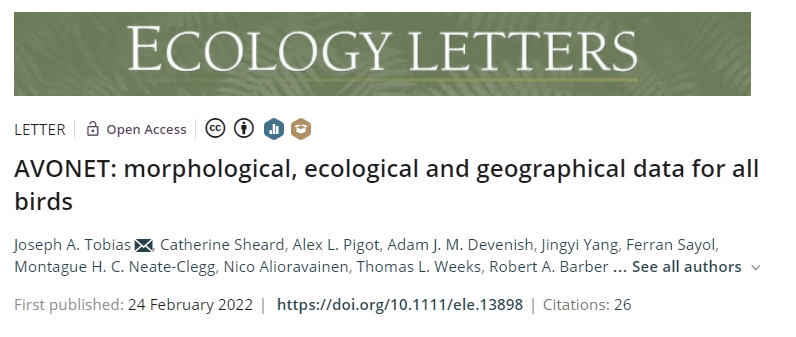 ECOLOGY LETTERS
LETTER | Open Access | cc
AVONET: morphological, ecological and geographical data for all
birds
Joseph A. Tobias, Catherine Sheard, Alex L. Pigot, Adam J. M. Devenish, Jingyi Yang, Ferran Sayol,
Montague H. C. Neate-Clegg, Nico Alioravainen, Thomas L. Weeks, Robert A. Barber ... See all authors
First published: 24 February 2022 | https://doi.org/10.1111/ele.13898 | Citations: 26